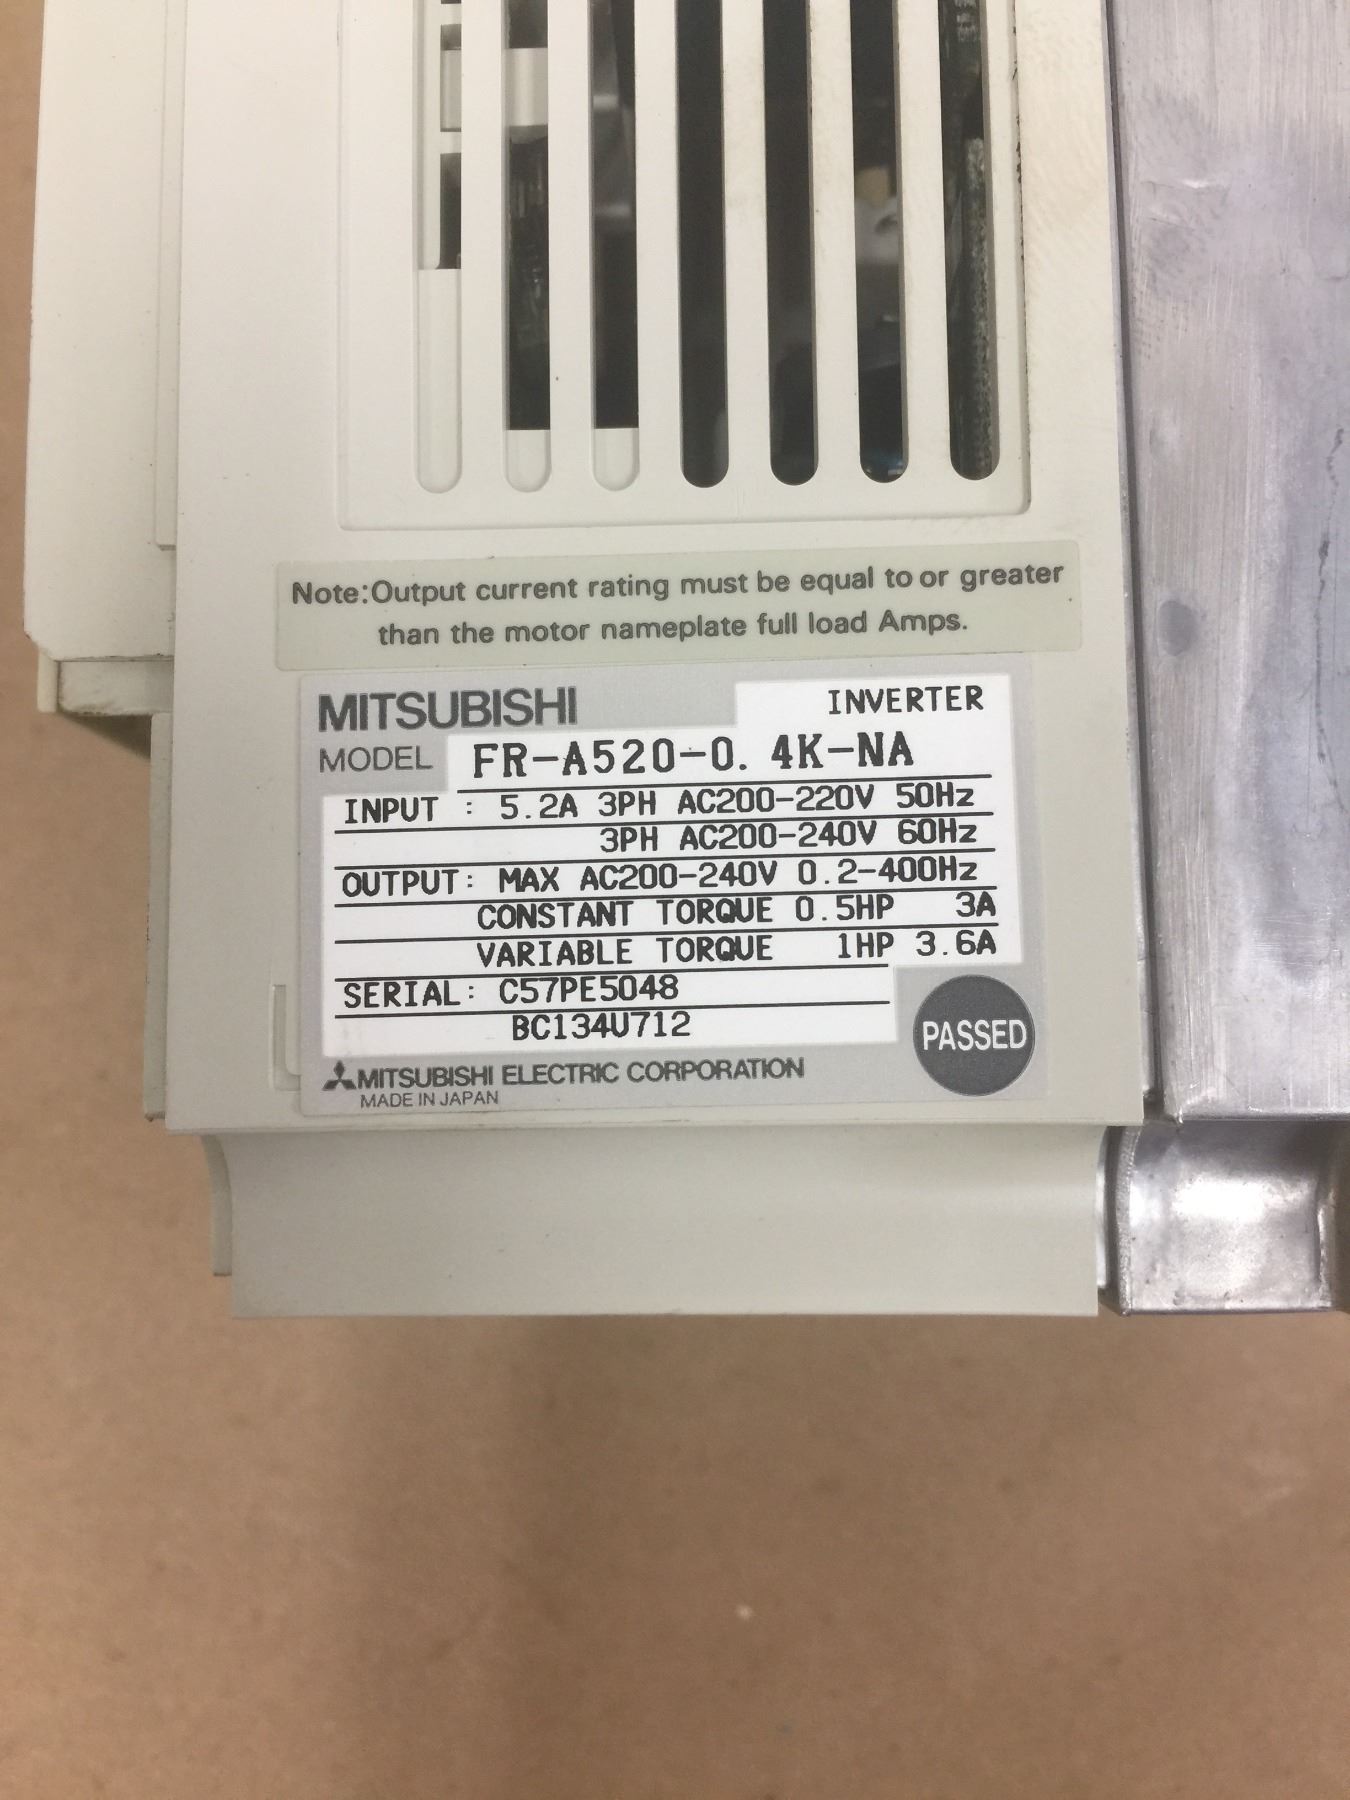 Note:Output current rating must be equal to or greater
than the motor nameplate full load Amps.
MITSUBISHI INVERTER
MODEL FR-A520-0.4K-NA
INPUT : 5.2A 3PH AC200-220V 50Hz
3PH AC200-240V 60Hz
OUTPUT: MAX AC200-240V 0.2-400Hz
CONSTANT TORQUE 0.5HP 3A
VARIABLE TORQUE 1HP 3.6A
SERIAL: C57PE5048
BC134U712
PASSED
MITSUBISHI ELECTRIC CORPORATION
MADE IN JAPAN